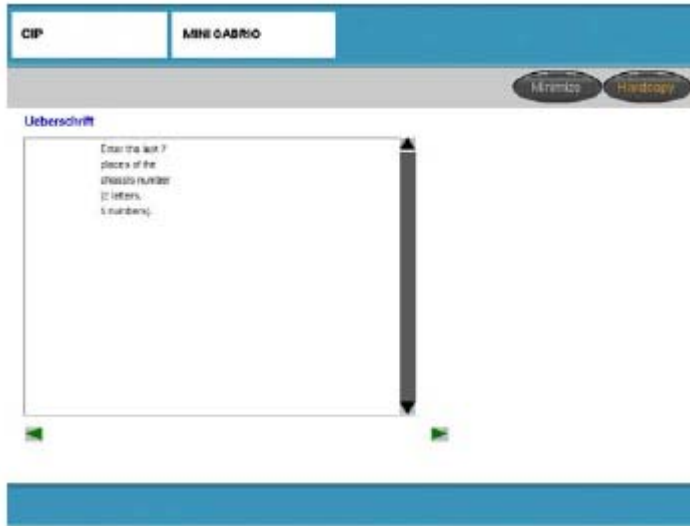 CIP
MINI CABRIO
Minimize
Hardcopy
Ueberschrift
Enter the last 7
places of the
chassis number
(2 letters,
5 numbers).